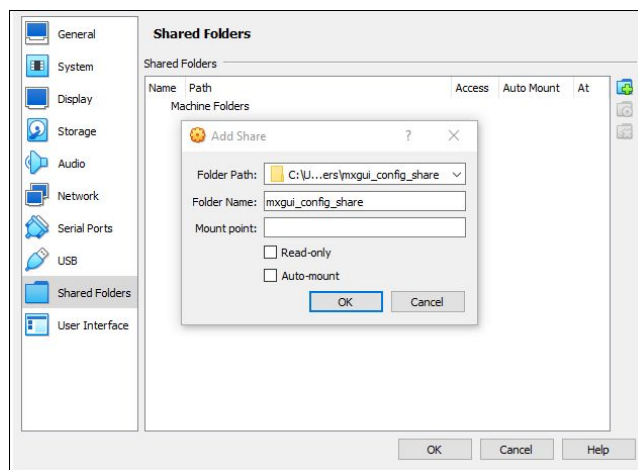 General
System
Display
Storage
Audio
Network
Serial Ports
USB
Shared Folders
User Interface
Shared Folders
Shared Folders
Name Path Access Auto Mount At
Machine Folders
Add Share ?
Folder Path: C:\U...ers\mxgui_config_share
Folder Name: mxgui_config_share
Mount point:
Read-only
Auto-mount
OK Cancel
OK Cancel Help